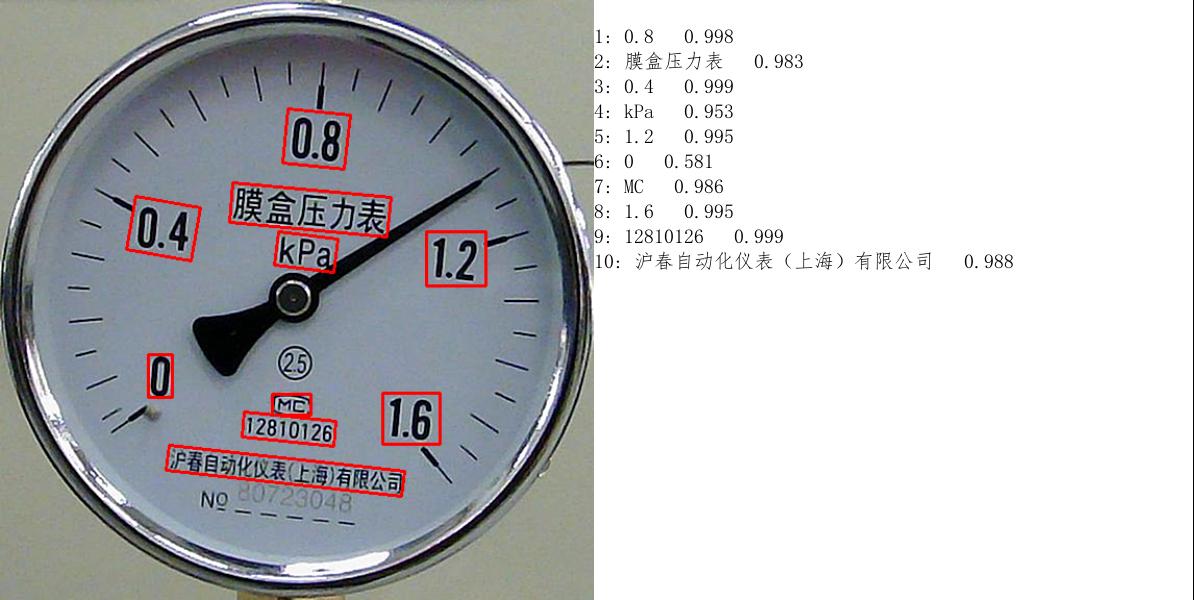 0.8
膜盒压力表
0.4
kPa
1.2
2.5
0
MC
1.6
12810126
沪春自动化仪表(上海)有限公司
№ 80723048
1: 0.8 0.998
2: 膜盒压力表 0.983
3: 0.4 0.999
4: kPa 0.953
5: 1.2 0.995
6: 0 0.581
7: MC 0.986
8: 1.6 0.995
9: 12810126 0.999
10: 沪春自动化仪表（上海）有限公司 0.988